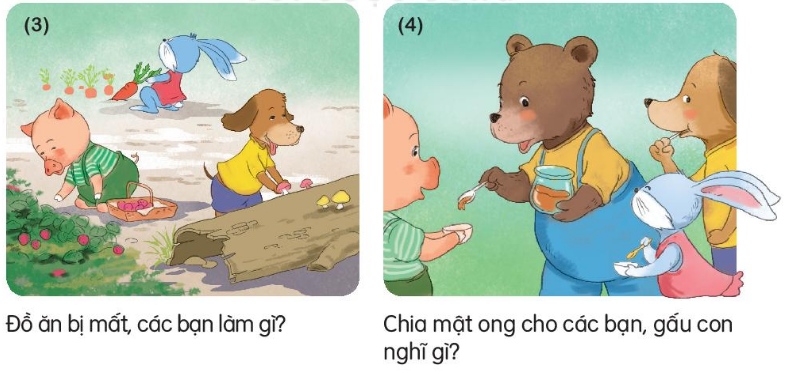 (3)
Đồ ăn bị mất, các bạn làm gì?
(4)
Chia mật ong cho các bạn, gấu con
nghĩ gì?